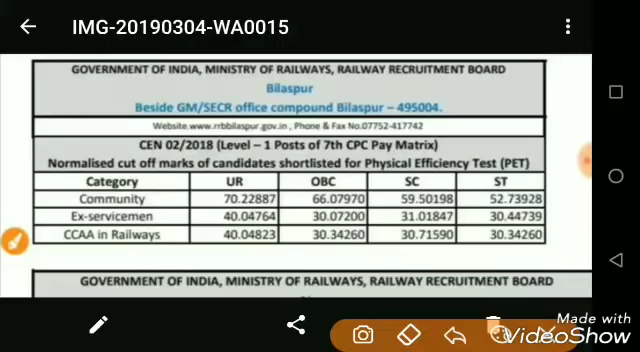 IMG-20190304-WA0015
GOVERNMENT OF INDIA, MINISTRY OF RAILWAYS, RAILWAY RECRUITMENT BOARD
Bilaspur
Beside GM/SECR office compound Bilaspur – 495004.
Website.www.rrbbilaspur.gov.in , Phone & Fax No.07752-417742
CEN 02/2018 (Level – 1 Posts of 7th CPC Pay Matrix)
Normalised cut off marks of candidates shortlisted for Physical Efficiency Test (PET)
Category UR OBC SC ST
Community 70.22887 66.07970 59.50198 52.73928
Ex-servicemen 40.04764 30.07200 31.01847 30.44739
CCAA in Railways 40.04823 30.34260 30.71590 30.34260
GOVERNMENT OF INDIA, MINISTRY OF RAILWAYS, RAILWAY RECRUITMENT BOARD
Made with
VideoShow